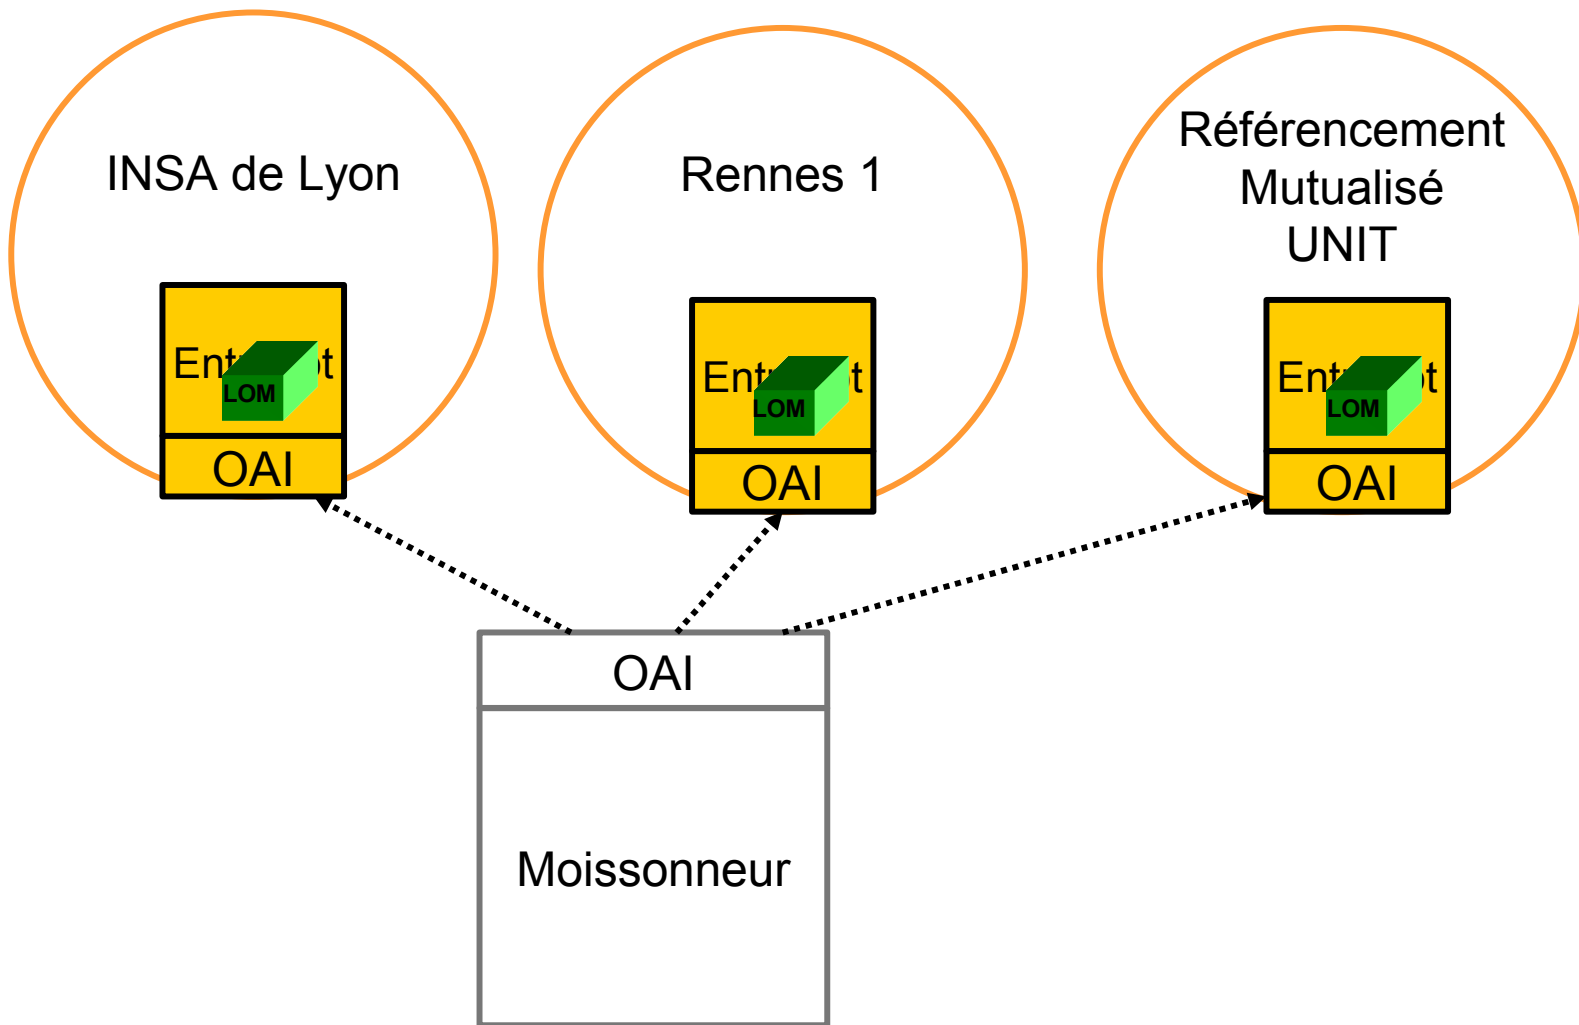 INSA de Lyon
Rennes 1
Référencement
Mutualisé
UNIT
LOM
OAI
LOM
OAI
LOM
OAI
OAI
Moissonneur